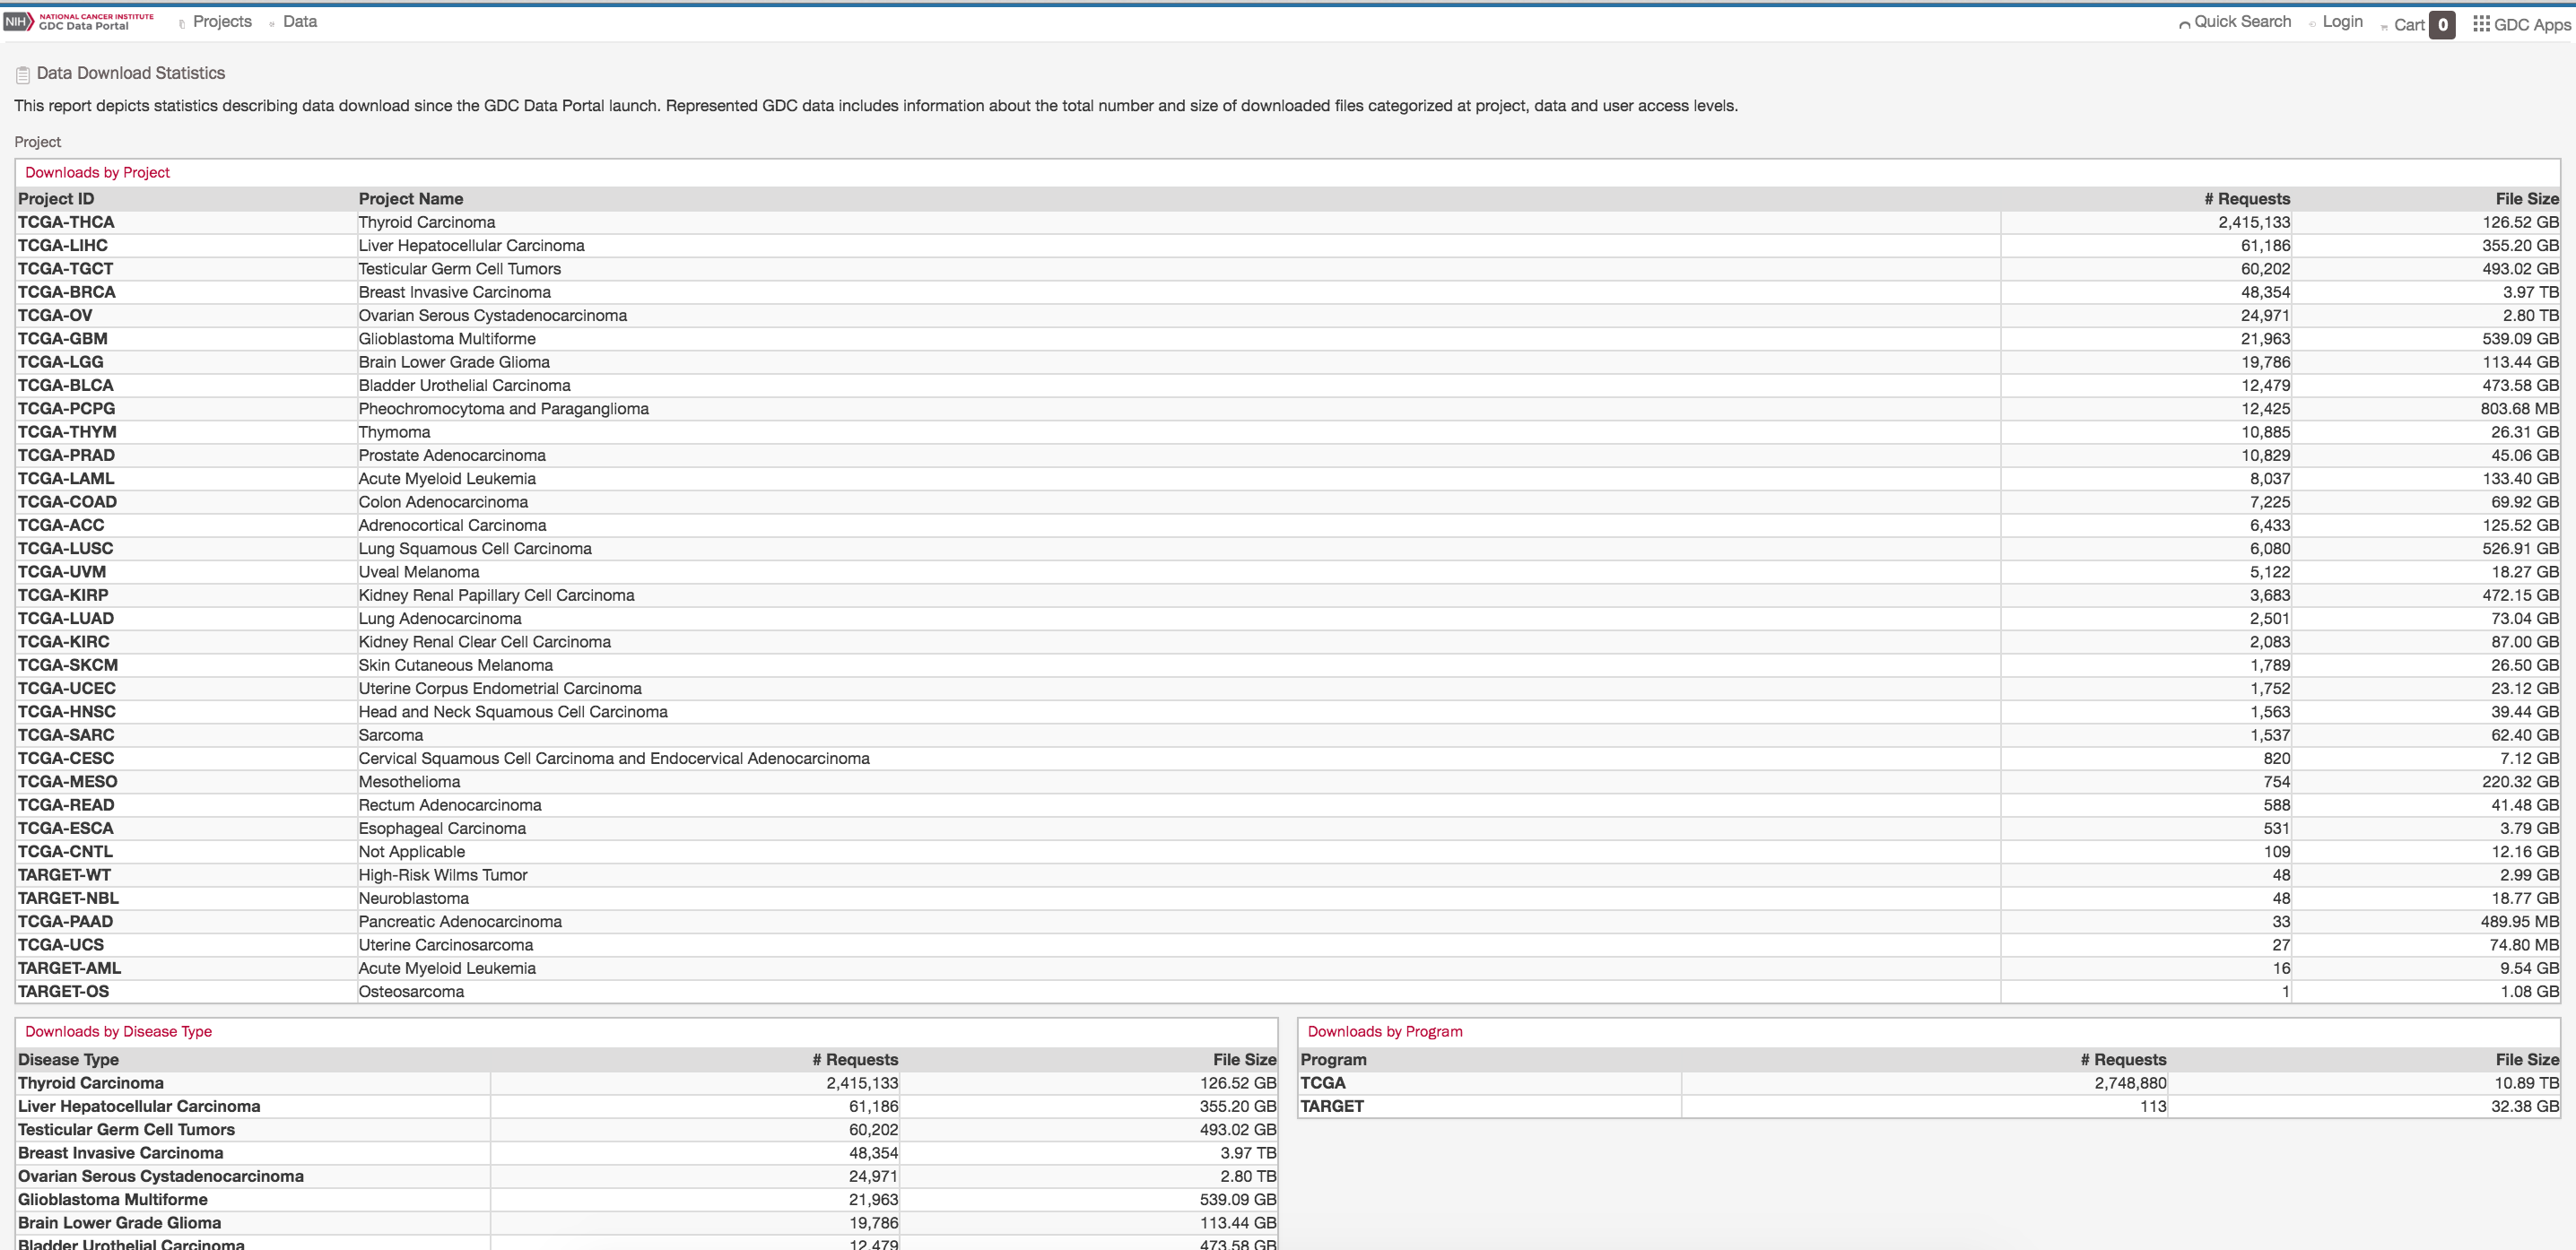 NIH NATIONAL CANCER INSTITUTE
GDC Data Portal
Projects Data Quick Search Login Cart 0 GDC Apps
Data Download Statistics
This report depicts statistics describing data download since the GDC Data Portal launch. Represented GDC data includes information about the total number and size of downloaded files categorized at project, data and user access levels.
Project
Downloads by Project
Project ID Project Name # Requests File Size
TCGA-THCA Thyroid Carcinoma 2,415,133 126.52 GB
TCGA-LIHC Liver Hepatocellular Carcinoma 61,186 355.20 GB
TCGA-TGCT Testicular Germ Cell Tumors 60,202 493.02 GB
TCGA-BRCA Breast Invasive Carcinoma 48,354 3.97 TB
TCGA-OV Ovarian Serous Cystadenocarcinoma 24,971 2.80 TB
TCGA-GBM Glioblastoma Multiforme 21,963 539.09 GB
TCGA-LGG Brain Lower Grade Glioma 19,786 113.44 GB
TCGA-BLCA Bladder Urothelial Carcinoma 12,479 473.58 GB
TCGA-PCPG Pheochromocytoma and Paraganglioma 12,425 803.68 MB
TCGA-THYM Thymoma 10,885 26.31 GB
TCGA-PRAD Prostate Adenocarcinoma 10,829 45.06 GB
TCGA-LAML Acute Myeloid Leukemia 8,037 133.40 GB
TCGA-COAD Colon Adenocarcinoma 7,225 69.92 GB
TCGA-ACC Adrenocortical Carcinoma 6,433 125.52 GB
TCGA-LUSC Lung Squamous Cell Carcinoma 6,080 526.91 GB
TCGA-UVM Uveal Melanoma 5,122 18.27 GB
TCGA-KIRP Kidney Renal Papillary Cell Carcinoma 3,683 472.15 GB
TCGA-LUAD Lung Adenocarcinoma 2,501 73.04 GB
TCGA-KIRC Kidney Renal Clear Cell Carcinoma 2,083 87.00 GB
TCGA-SKCM Skin Cutaneous Melanoma 1,789 26.50 GB
TCGA-UCEC Uterine Corpus Endometrial Carcinoma 1,752 23.12 GB
TCGA-HNSC Head and Neck Squamous Cell Carcinoma 1,563 39.44 GB
TCGA-SARC Sarcoma 1,537 62.40 GB
TCGA-CESC Cervical Squamous Cell Carcinoma and Endocervical Adenocarcinoma 820 7.12 GB
TCGA-MESO Mesothelioma 754 220.32 GB
TCGA-READ Rectum Adenocarcinoma 588 41.48 GB
TCGA-ESCA Esophageal Carcinoma 531 3.79 GB
TCGA-CNTL Not Applicable 109 12.16 GB
TARGET-WT High-Risk Wilms Tumor 48 2.99 GB
TARGET-NBL Neuroblastoma 48 18.77 GB
TCGA-PAAD Pancreatic Adenocarcinoma 33 489.95 MB
TCGA-UCS Uterine Carcinosarcoma 27 74.80 MB
TARGET-AML Acute Myeloid Leukemia 16 9.54 GB
TARGET-OS Osteosarcoma 1 1.08 GB
Downloads by Disease Type
Disease Type # Requests File Size
Thyroid Carcinoma 2,415,133 126.52 GB
Liver Hepatocellular Carcinoma 61,186 355.20 GB
Testicular Germ Cell Tumors 60,202 493.02 GB
Breast Invasive Carcinoma 48,354 3.97 TB
Ovarian Serous Cystadenocarcinoma 24,971 2.80 TB
Glioblastoma Multiforme 21,963 539.09 GB
Brain Lower Grade Glioma 19,786 113.44 GB
Bladder Urothelial Carcinoma 12,479 473.58 GB
Downloads by Program
Program # Requests File Size
TCGA 2,748,880 10.89 TB
TARGET 113 32.38 GB